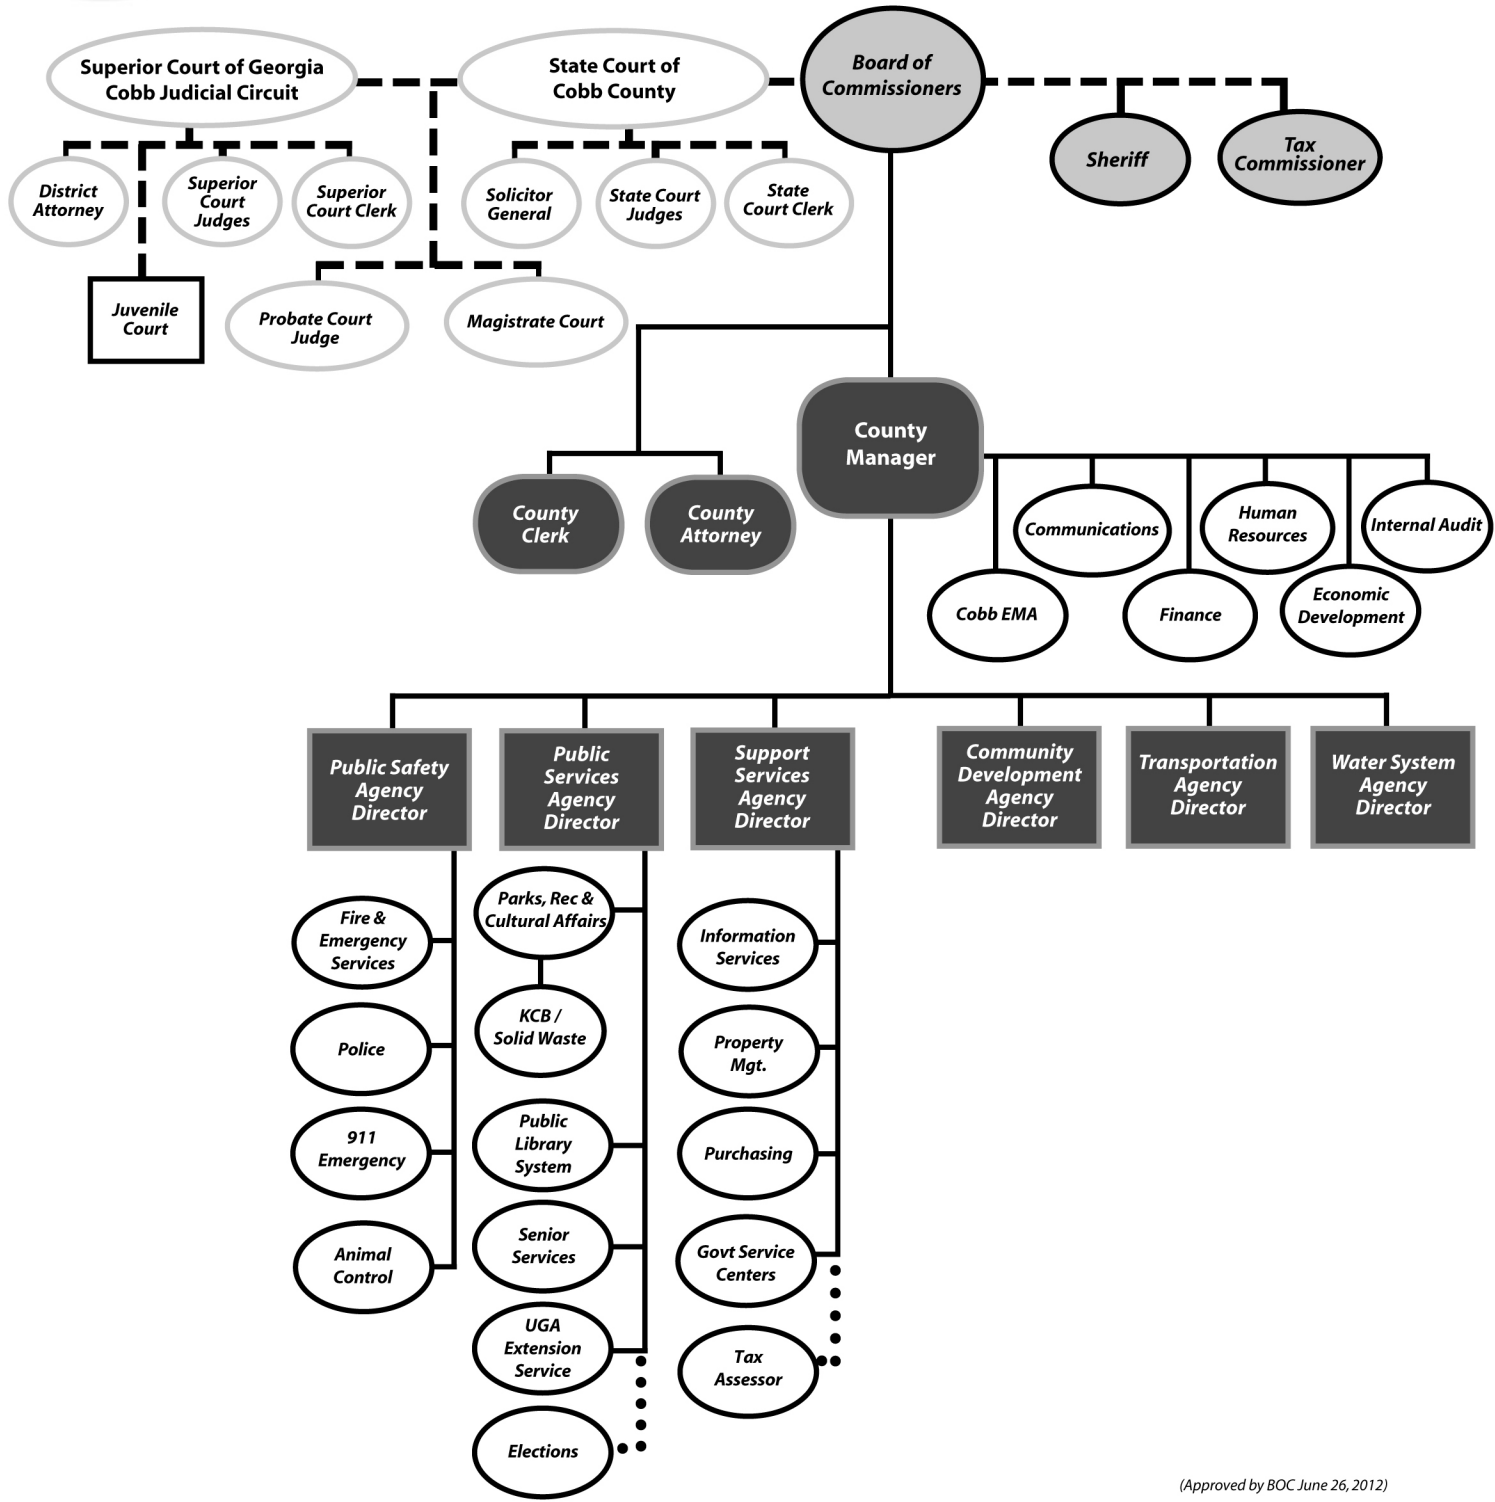 Superior Court of Georgia
Cobb Judicial Circuit
State Court of
Cobb County
Board of
Commissioners
Sheriff
Tax
Commissioner
District
Attorney
Superior
Court
Judges
Superior
Court Clerk
Solicitor
General
State Court
Judges
State
Court Clerk
Juvenile
Court
Probate Court
Judge
Magistrate Court
County
Manager
County
Clerk
County
Attorney
Cobb EMA
Communications
Finance
Human
Resources
Economic
Development
Internal Audit
Public Safety
Agency
Director
Public
Services
Agency
Director
Support
Services
Agency
Director
Community
Development
Agency
Director
Transportation
Agency
Director
Water System
Agency
Director
Fire &
Emergency
Services
Police
911
Emergency
Animal
Control
Parks, Rec &
Cultural Affairs
KCB /
Solid Waste
Public
Library
System
Senior
Services
UGA
Extension
Service
Elections
Information
Services
Property
Mgt.
Purchasing
Govt Service
Centers
Tax
Assessor
(Approved by BOC June 26, 2012)